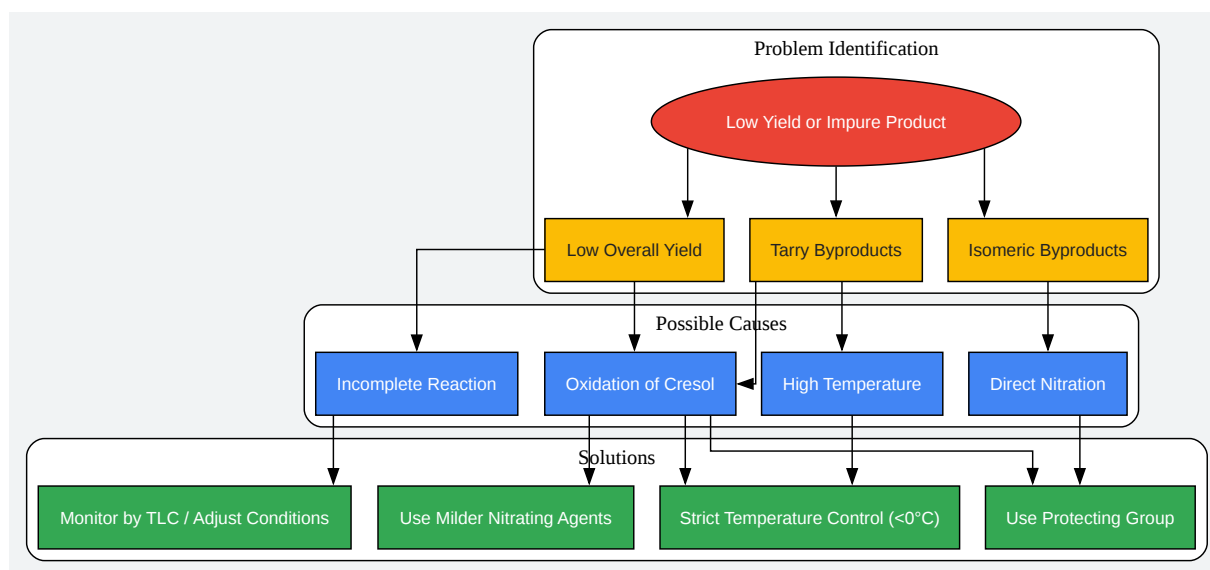 Problem Identification
Low Yield or Impure Product
Low Overall Yield
Tarry Byproducts
Isomeric Byproducts
Possible Causes
Incomplete Reaction
Oxidation of Cresol
High Temperature
Direct Nitration
Solutions
Monitor by TLC / Adjust Conditions
Use Milder Nitrating Agents
Strict Temperature Control (<0°C)
Use Protecting Group